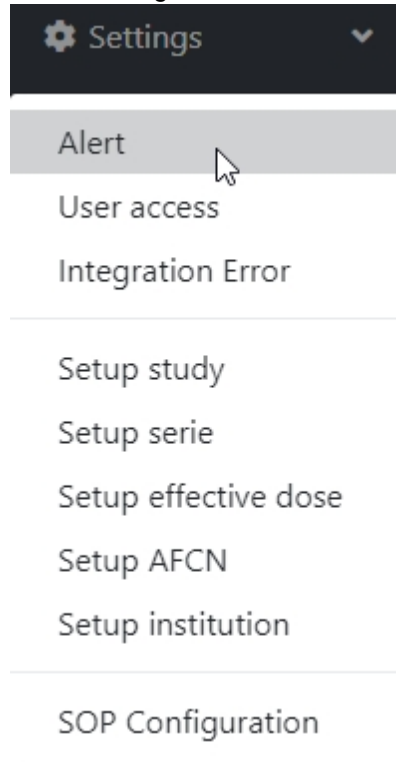 Settings
Alert
User access
Integration Error
Setup study
Setup serie
Setup effective dose
Setup AFCN
Setup institution
SOP Configuration